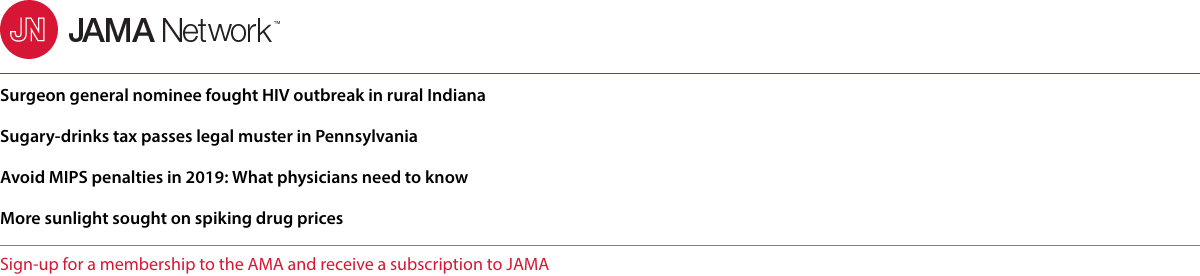 JN JAMA Network™
Surgeon general nominee fought HIV outbreak in rural Indiana
Sugary-drinks tax passes legal muster in Pennsylvania
Avoid MIPS penalties in 2019: What physicians need to know
More sunlight sought on spiking drug prices
Sign-up for a membership to the AMA and receive a subscription to JAMA